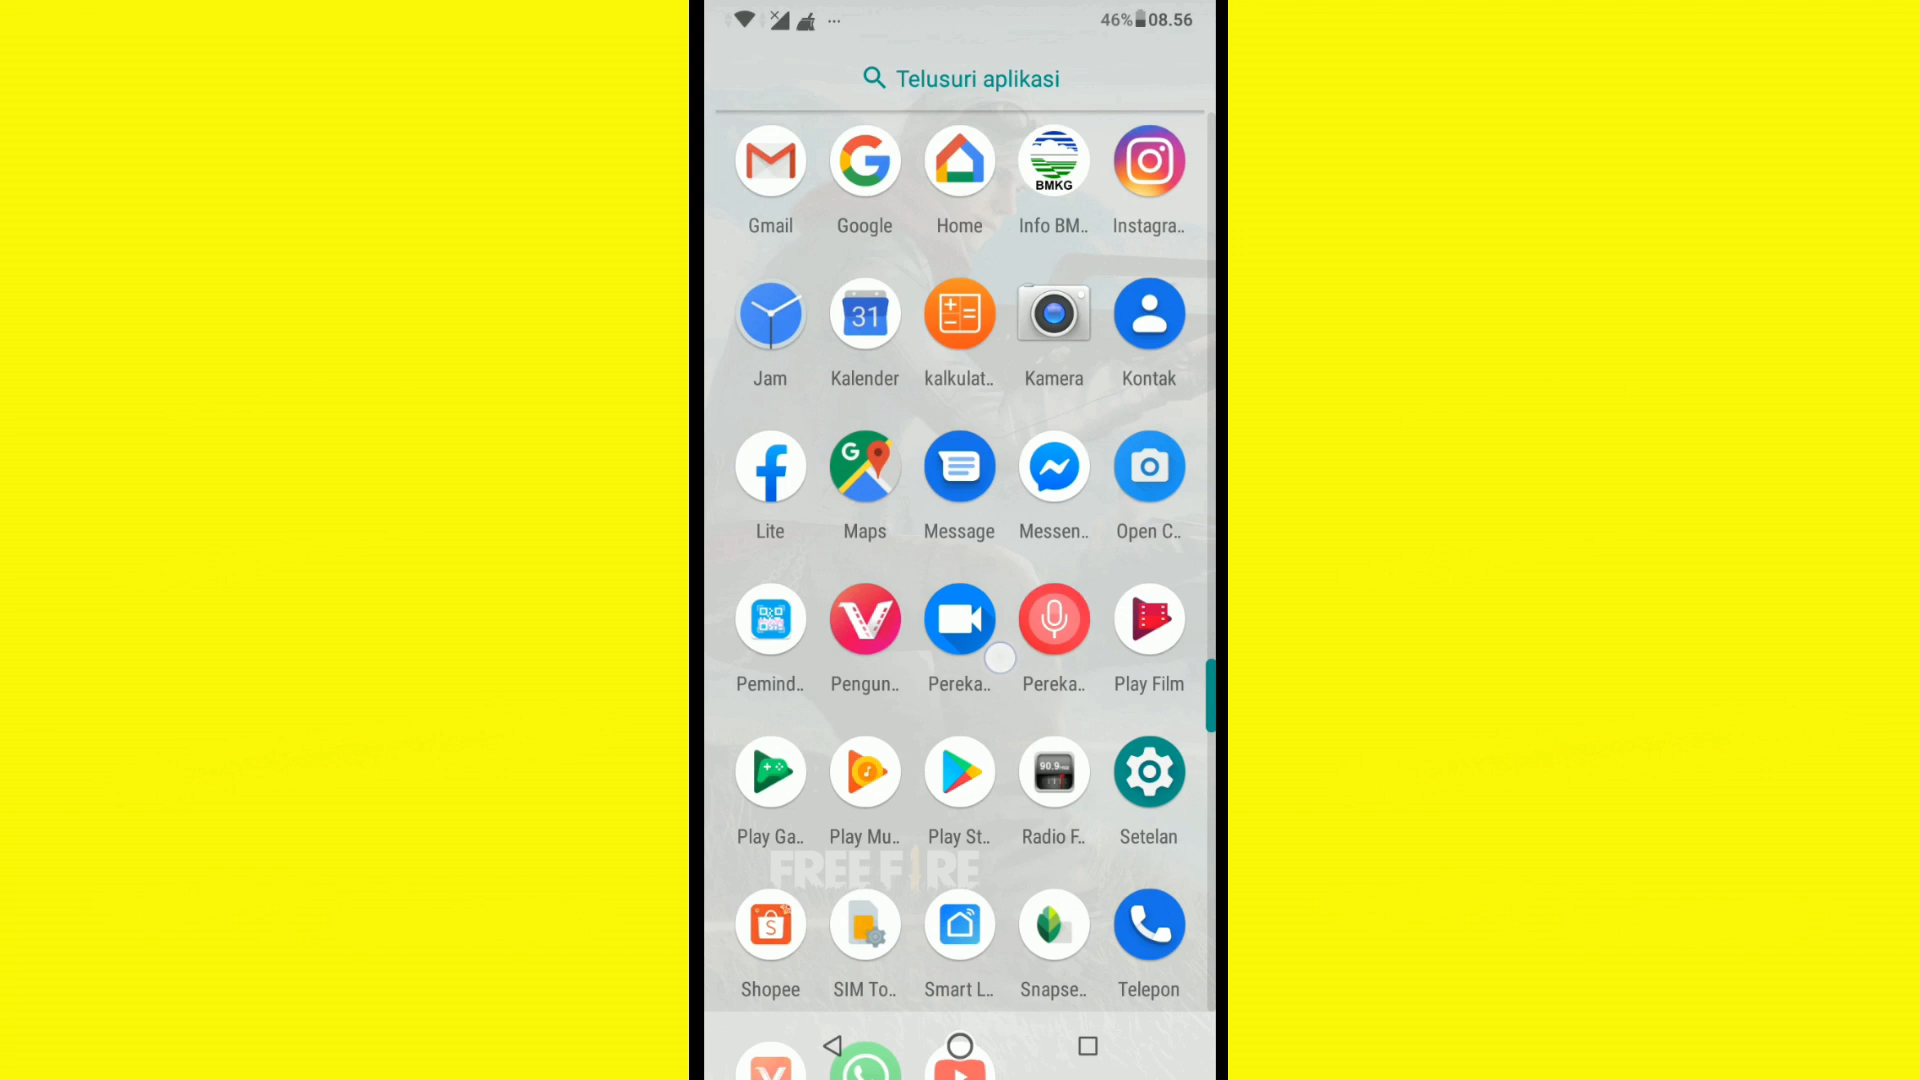 46% 08.56
Telusuri aplikasi
BMKG
Gmail Google Home Info BM.. Instagra..
31
Jam Kalender kalkulat.. Kamera Kontak
G
Lite Maps Message Messen.. Open C..
Pemind.. Pengun.. Pereka.. Pereka.. Play Film
90.9
Play Ga.. Play Mu.. Play St.. Radio F.. Setelan
FREE FIRE
S
Shopee SIM To.. Smart L.. Snapse.. Telepon